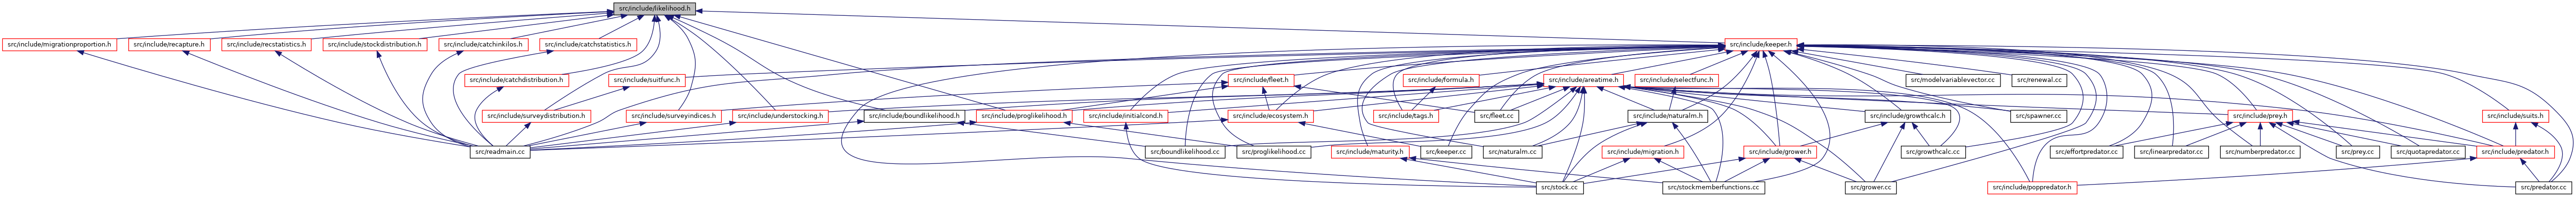 src/include/likelihood.h
src/include/migrationproportion.h
src/include/recapture.h
src/include/recstatistics.h
src/include/stockdistribution.h
src/include/catchinkilos.h
src/include/catchstatistics.h
src/include/keeper.h
src/include/catchdistribution.h
src/include/suitfunc.h
src/include/fleet.h
src/include/formula.h
src/include/areatime.h
src/include/selectfunc.h
src/modelvariablevector.cc
src/renewal.cc
src/include/surveydistribution.h
src/include/surveyindices.h
src/include/understocking.h
src/include/boundlikelihood.h
src/include/proglikelihood.h
src/include/initialcond.h
src/include/ecosystem.h
src/include/tags.h
src/fleet.cc
src/include/naturalm.h
src/include/growthcalc.h
src/spawner.cc
src/include/prey.h
src/include/suits.h
src/readmain.cc
src/boundlikelihood.cc
src/proglikelihood.cc
src/include/maturity.h
src/keeper.cc
src/naturalm.cc
src/include/migration.h
src/include/grower.h
src/growthcalc.cc
src/effortpredator.cc
src/linearpredator.cc
src/numberpredator.cc
src/prey.cc
src/quotapredator.cc
src/include/predator.h
src/stock.cc
src/stockmemberfunctions.cc
src/grower.cc
src/include/poppredator.h
src/predator.cc